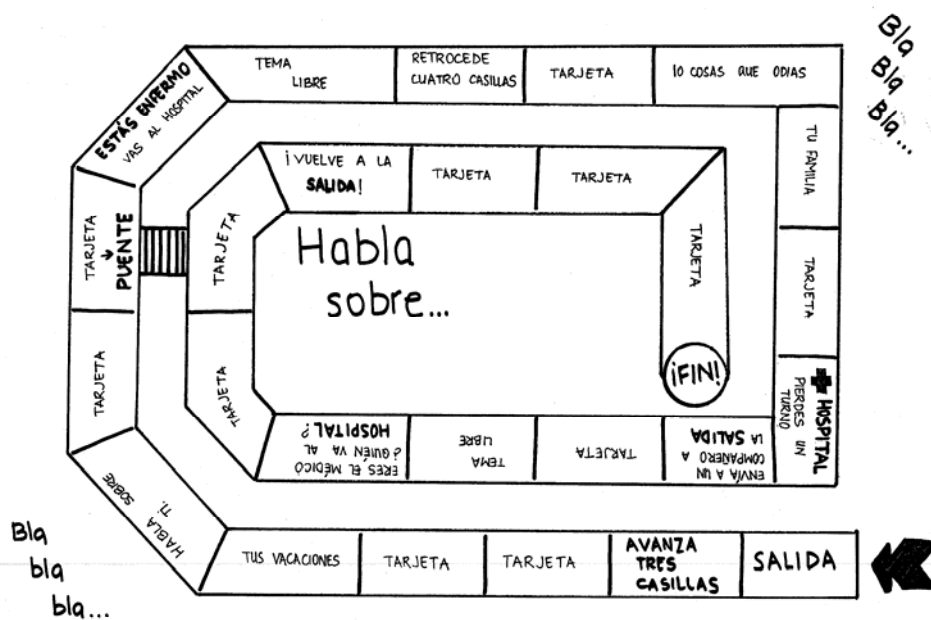 SALIDA
AVANZA
TRES
CASILLAS
TARJETA
TARJETA
TUS VACACIONES
HABLA
SOBRE
TI.
TARJETA
TARJETA
→
PUENTE
ESTÁS ENFERMO
VAS AL HOSPITAL
TEMA
LIBRE
RETROCEDE
CUATRO CASILLAS
TARJETA
10 COSAS QUE ODIAS
TU FAMILIA
TARJETA
HOSPITAL
PIERDES UN
TURNO
ENVÍA A UN
COMPAÑERO A
LA SALIDA
TARJETA
TEMA
LIBRE
ERES EL MÉDICO
¿QUIEN VA AL
HOSPITAL?
TARJETA
TARJETA
¡VUELVE A LA
SALIDA!
TARJETA
TARJETA
TARJETA
¡FIN!
Habla
sobre...
Bla
Bla
Bla...
Bla
bla
bla...